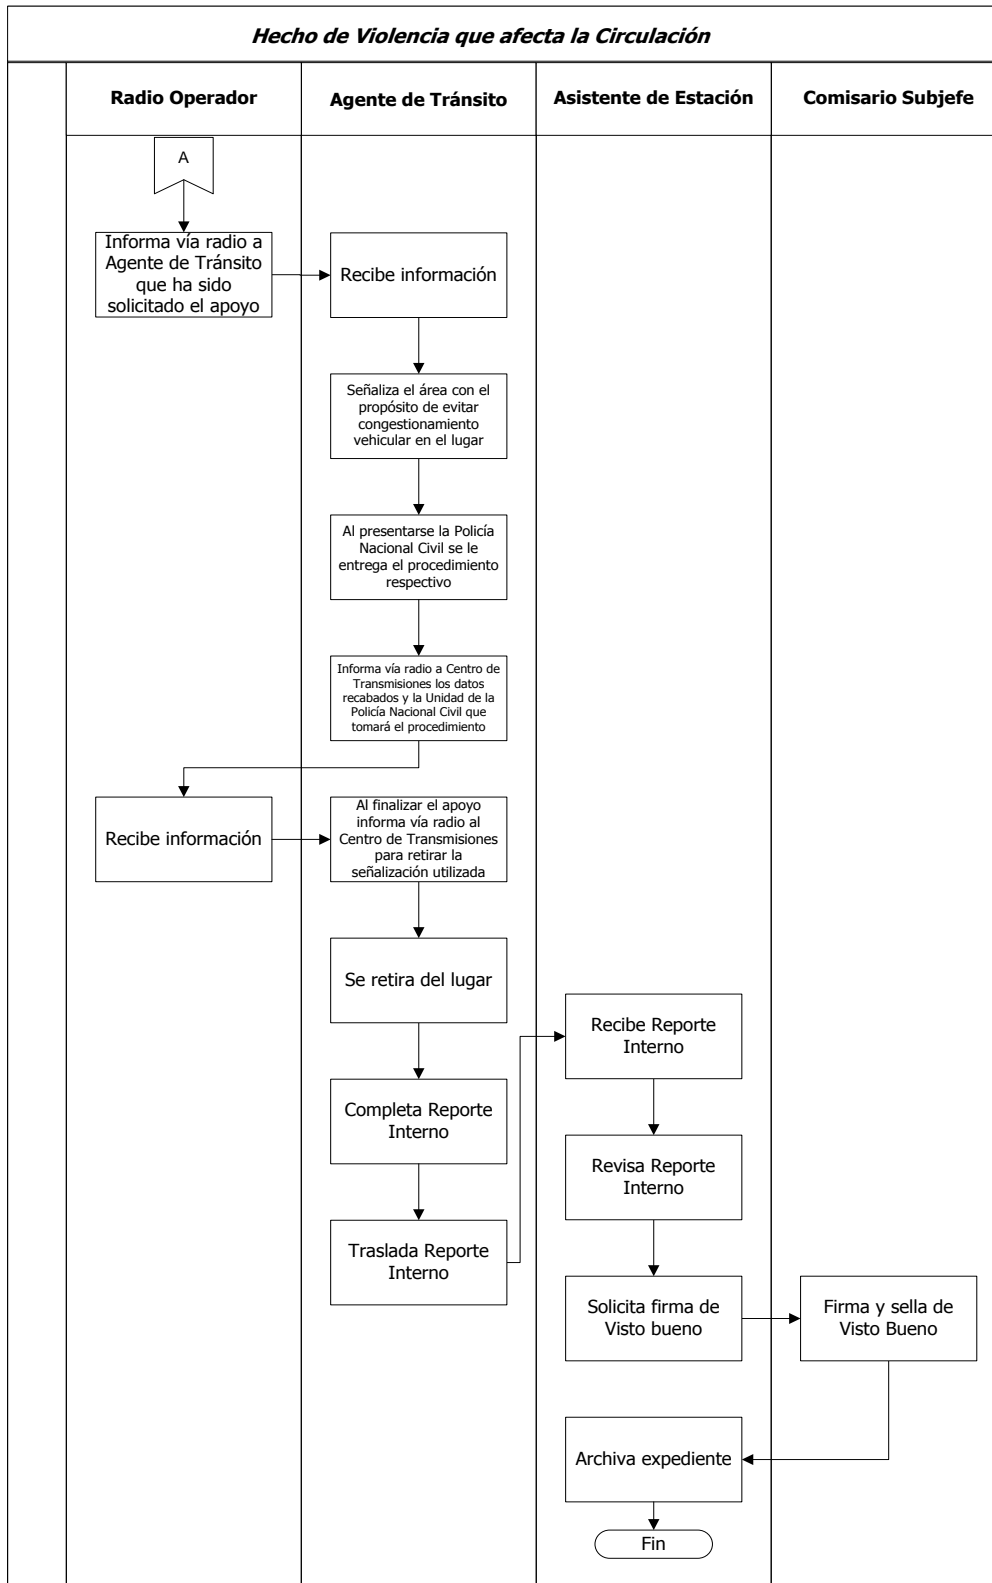 Hecho de Violencia que afecta la Circulación
Radio Operador
Agente de Tránsito
Asistente de Estación
Comisario Subjefe
A
Informa vía radio a
Agente de Tránsito
que ha sido
solicitado el apoyo
Recibe información
Señaliza el área con el
propósito de evitar
congestionamiento
vehicular en el lugar
Al presentarse la Policía
Nacional Civil se le
entrega el procedimiento
respectivo
Informa vía radio a Centro de
Transmisiones los datos
recabados y la Unidad de la
Policía Nacional Civil que
tomará el procedimiento
Recibe información
Al finalizar el apoyo
informa vía radio al
Centro de Transmisiones
para retirar la
señalización utilizada
Se retira del lugar
Completa Reporte
Interno
Traslada Reporte
Interno
Recibe Reporte
Interno
Revisa Reporte
Interno
Solicita firma de
Visto bueno
Firma y sella de
Visto Bueno
Archiva expediente
Fin